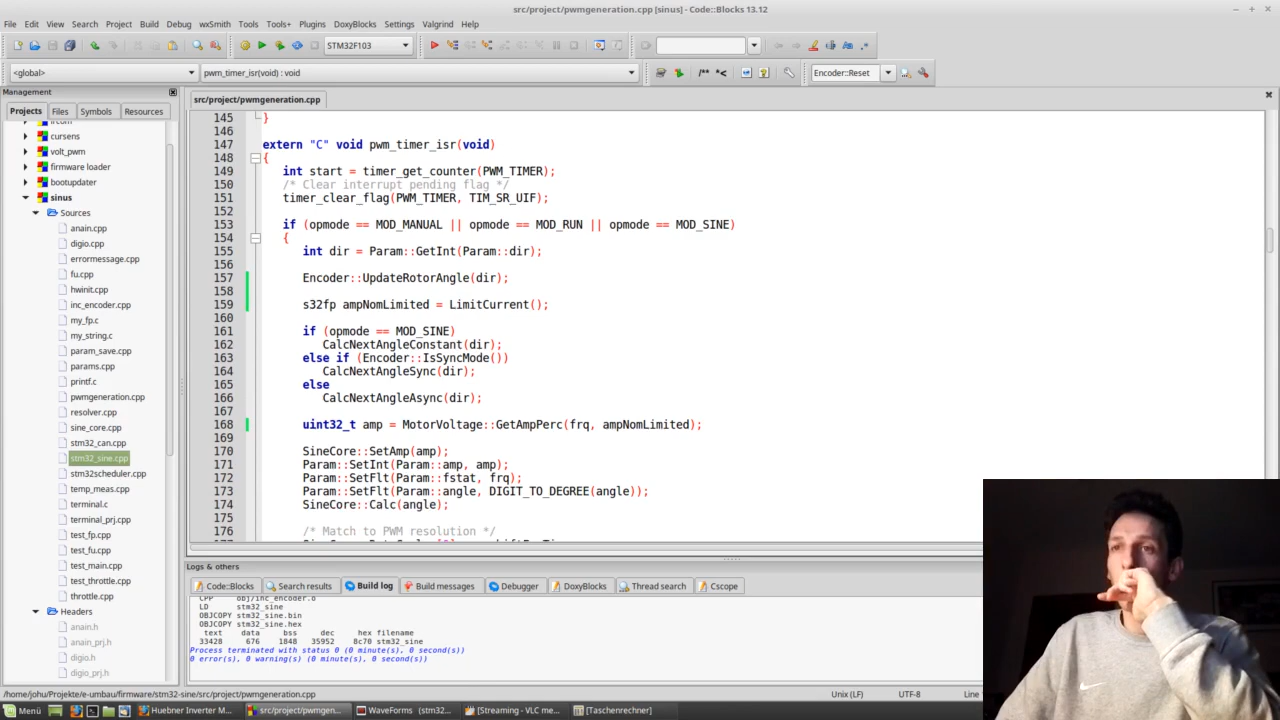 src/project/pwmgeneration.cpp [sinus] - Code::Blocks 13.12
File Edit View Search Project Build Debug wxSmith Tools Tools+ Plugins DoxyBlocks Settings Valgrind Help
STM32F103
<global> pwm_timer_isr(void) : void Encoder::Reset
Management
Projects Files Symbols Resources
cursens
volt_pwm
firmware loader
bootupdater
sinus
Sources
anain.cpp
digio.cpp
errormessage.cpp
fu.cpp
hwinit.cpp
inc_encoder.cpp
my_fp.c
my_string.c
param_save.cpp
params.cpp
printf.c
pwmgeneration.cpp
resolver.cpp
sine_core.cpp
stm32_can.cpp
stm32_sine.cpp
stm32scheduler.cpp
temp_meas.cpp
terminal.c
terminal_prj.cpp
test_fp.cpp
test_fu.cpp
test_main.cpp
test_throttle.cpp
throttle.cpp
Headers
anain.h
anain_prj.h
digio.h
digio_prj.h
src/project/pwmgeneration.cpp
145 }
146
147 extern "C" void pwm_timer_isr(void)
148 {
149 int start = timer_get_counter(PWM_TIMER);
150 /* Clear interrupt pending flag */
151 timer_clear_flag(PWM_TIMER, TIM_SR_UIF);
152
153 if (opmode == MOD_MANUAL || opmode == MOD_RUN || opmode == MOD_SINE)
154 {
155 int dir = Param::GetInt(Param::dir);
156
157 Encoder::UpdateRotorAngle(dir);
158
159 s32fp ampNomLimited = LimitCurrent();
160
161 if (opmode == MOD_SINE)
162 CalcNextAngleConstant(dir);
163 else if (Encoder::IsSyncMode())
164 CalcNextAngleSync(dir);
165 else
166 CalcNextAngleAsync(dir);
167
168 uint32_t amp = MotorVoltage::GetAmpPerc(frq, ampNomLimited);
169
170 SineCore::SetAmp(amp);
171 Param::SetInt(Param::amp, amp);
172 Param::SetFlt(Param::fstat, frq);
173 Param::SetFlt(Param::angle, DIGIT_TO_DEGREE(angle));
174 SineCore::Calc(angle);
175
176 /* Match to PWM resolution */
Logs & others
Code::Blocks Search results Build log Build messages Debugger DoxyBlocks Thread search Cscope
CPP obj/inc_encoder.o
LD stm32_sine
OBJCOPY stm32_sine.bin
OBJCOPY stm32_sine.hex
text data bss dec hex filename
33428 676 1848 35952 8c70 stm32_sine
Process terminated with status 0 (0 minute(s), 0 second(s))
0 error(s), 0 warning(s) (0 minute(s), 0 second(s))
/home/johu/Projekte/e-umbau/firmware/stm32-sine/src/project/pwmgeneration.cpp Unix (LF) UTF-8 Line
Menü Huebner Inverter M... src/project/pwmgen... WaveForms (stm32... [Streaming - VLC me... [Taschenrechner]